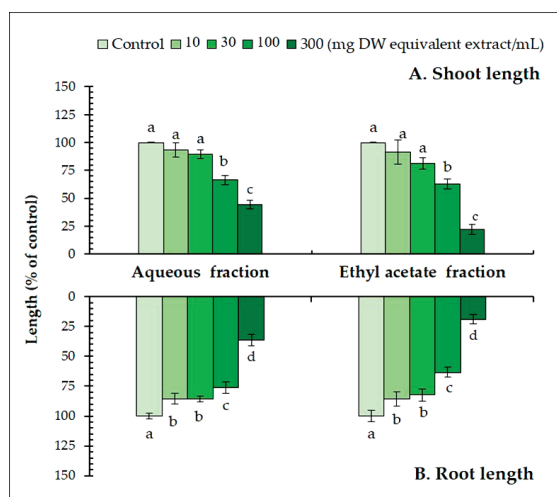 Control 10 30 100 300 (mg DW equivalent extract/mL)
A. Shoot length
Length (% of control)
150
125
100
75
50
25
0
a a a b c
a a a b c
Aqueous fraction Ethyl acetate fraction
0
25
50
75
100
125
150
a b b c d
a b b c d
B. Root length